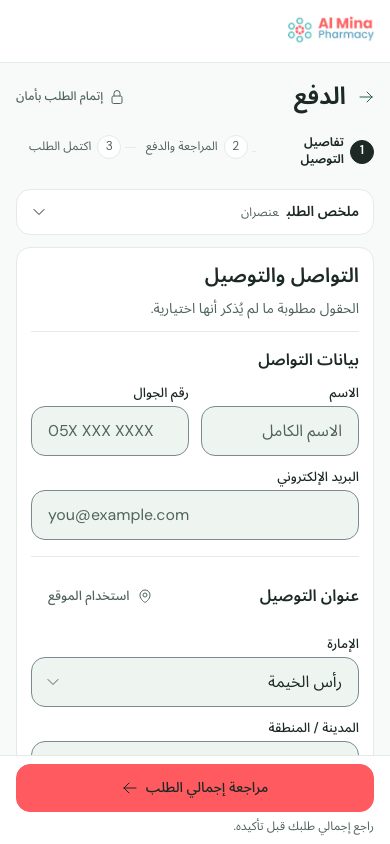 Al Mina
Pharmacy
الدفع
إتمام الطلب بأمان
1 تفاصيل التوصيل
2 المراجعة والدفع
3 اكتمل الطلب
ملخص الطلب عنصران
التواصل والتوصيل
الحقول مطلوبة ما لم يُذكر أنها اختيارية.
بيانات التواصل
الاسم
رقم الجوال
الاسم الكامل
05X XXX XXXX
البريد الإلكتروني
you@example.com
عنوان التوصيل
استخدام الموقع
الإمارة
رأس الخيمة
المدينة / المنطقة
مراجعة إجمالي الطلب
راجع إجمالي طلبك قبل تأكيده.